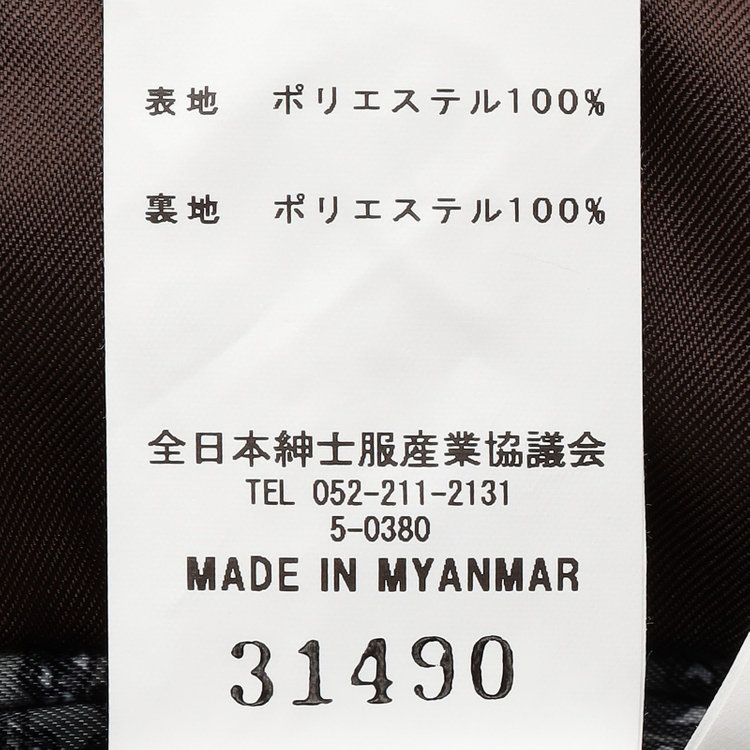 表地 ポリエステル100%
裏地 ポリエステル100%
全日本紳士服産業協議会
TEL 052-211-2131
5-0380
MADE IN MYANMAR
31490